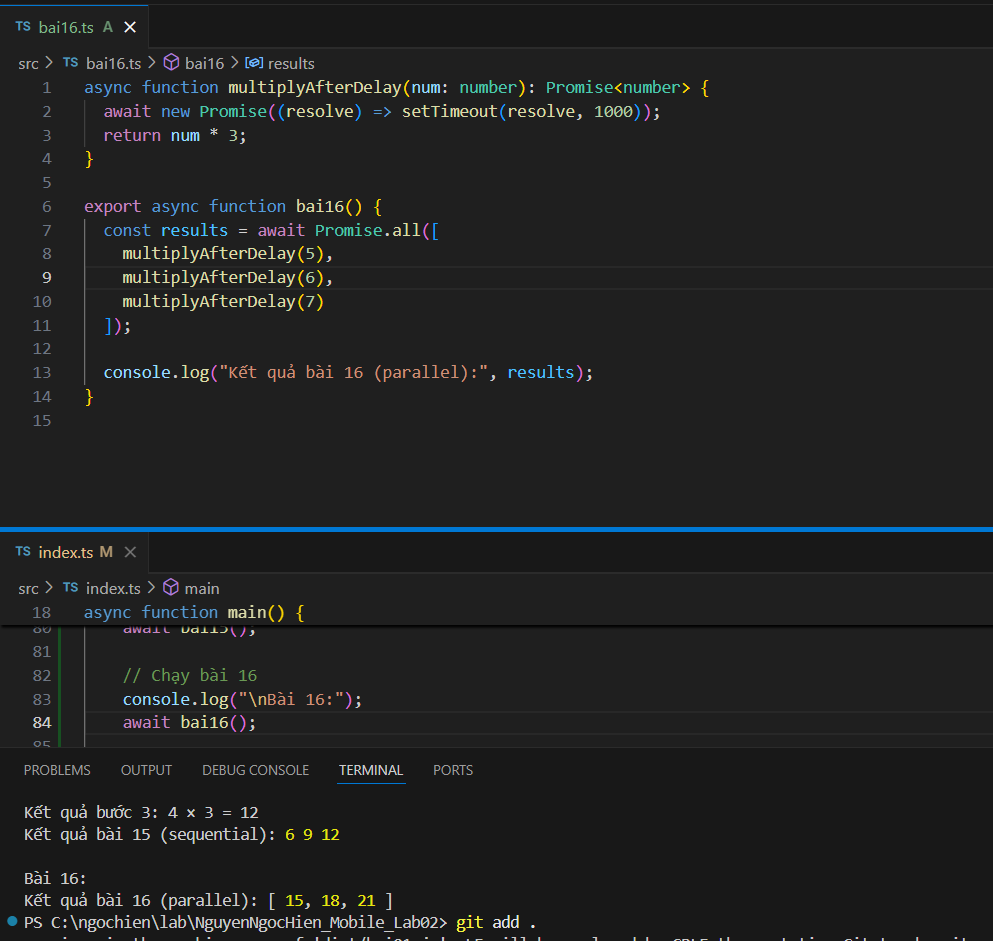 TS bai16.ts A ×
src > TS bai16.ts > bai16 > results
1 async function multiplyAfterDelay(num: number): Promise<number> {
2 await new Promise((resolve) => setTimeout(resolve, 1000));
3 return num * 3;
4 }
5
6 export async function bai16() {
7 const results = await Promise.all([
8 multiplyAfterDelay(5),
9 multiplyAfterDelay(6),
10 multiplyAfterDelay(7)
11 ]);
12
13 console.log("Kết quả bài 16 (parallel):", results);
14 }
15
TS index.ts M ×
src > TS index.ts > main
18 async function main() {
80 await bai15();
81
82 // Chạy bài 16
83 console.log("\nBài 16:");
84 await bai16();
85
PROBLEMS OUTPUT DEBUG CONSOLE TERMINAL PORTS
Kết quả bước 3: 4 × 3 = 12
Kết quả bài 15 (sequential): 6 9 12
Bài 16:
Kết quả bài 16 (parallel): [ 15, 18, 21 ]
PS C:\ngochien\lab\NguyenNgocHien_Mobile_Lab02> git add .